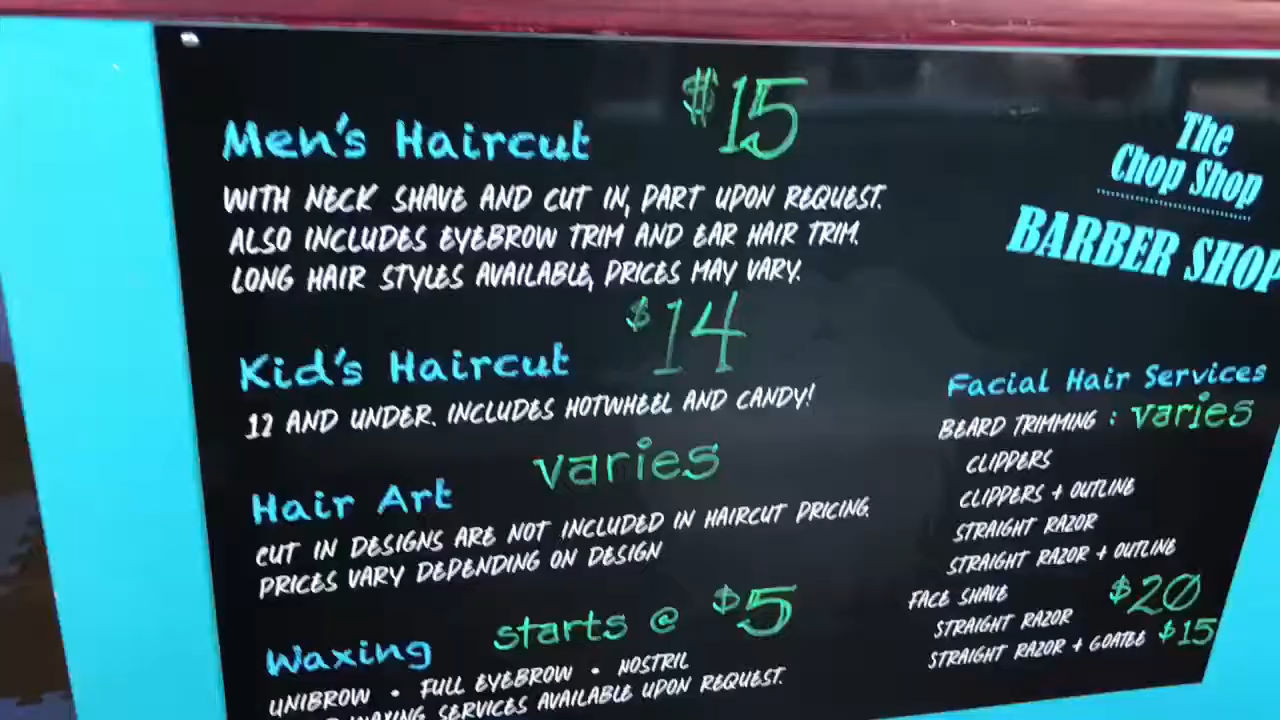 $15
Men's Haircut
WITH NECK SHAVE AND CUT IN, PART UPON REQUEST.
ALSO INCLUDES EYEBROW TRIM AND EAR HAIR TRIM.
LONG HAIR STYLES AVAILABLE, PRICES MAY VARY.
$14
Kid's Haircut
12 AND UNDER. INCLUDES HOTWHEEL AND CANDY!
varies
Hair Art
CUT IN DESIGNS ARE NOT INCLUDED IN HAIRCUT PRICING.
PRICES VARY DEPENDING ON DESIGN
starts @ $5
Waxing
UNIBROW • FULL EYEBROW • NOSTRIL
WAXING SERVICES AVAILABLE UPON REQUEST.
The
Chop Shop
BARBER SHOP
Facial Hair Services
BEARD TRIMMING : varies
CLIPPERS
CLIPPERS + OUTLINE
STRAIGHT RAZOR
STRAIGHT RAZOR + OUTLINE
FACE SHAVE $20
STRAIGHT RAZOR
STRAIGHT RAZOR + GOATEE $15